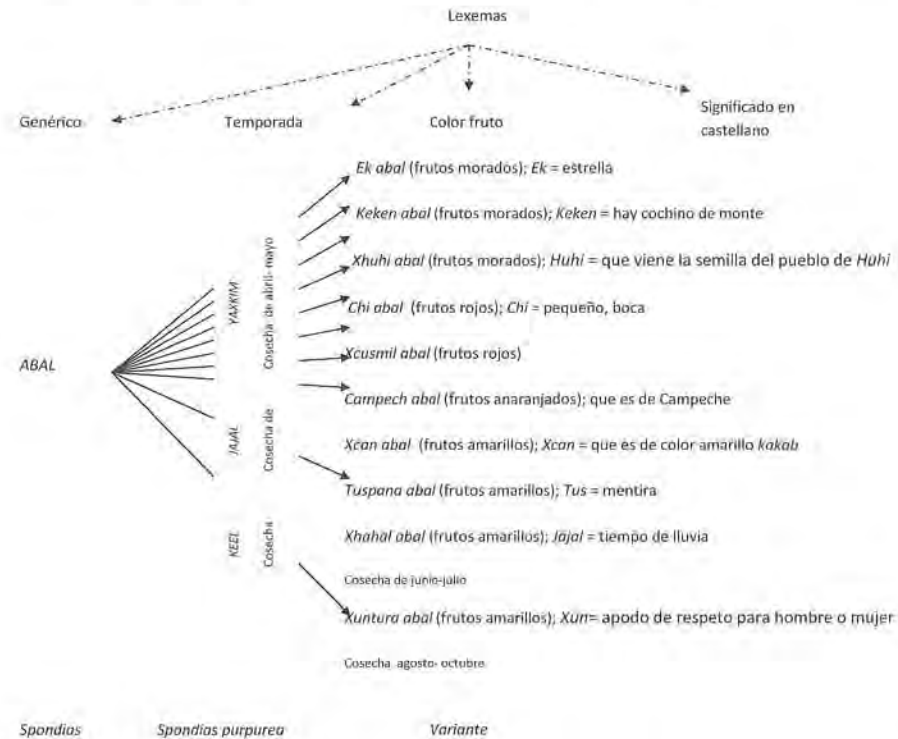 Lexemas
Genérico
Temporada
Color fruto
Significado en
castellano
Ek abal (frutos morados); Ek = estrella
Keken abal (frutos morados); Keken = hay cochino de monte
Xhuhi abal (frutos morados); Huhi = que viene la semilla del pueblo de Huhi
Chi abal (frutos rojos); Chi = pequeño, boca
Xcusmil abal (frutos rojos)
Campech abal (frutos anaranjados); que es de Campeche
Xcan abal (frutos amarillos); Xcan = que es de color amarillo kakab
Tuspana abal (frutos amarillos); Tus = mentira
Xhahal abal (frutos amarillos); Jajal = tiempo de lluvia
Cosecha de junio-julio
Xuntura abal (frutos amarillos); Xun= apodo de respeto para hombre o mujer
Cosecha agosto- octubre
ABAL
YAXKIM
Cosecha de abril- mayo
JAJAL
Cosecha de
KEEL
Cosecha
Spondias
Spondias purpurea
Variante